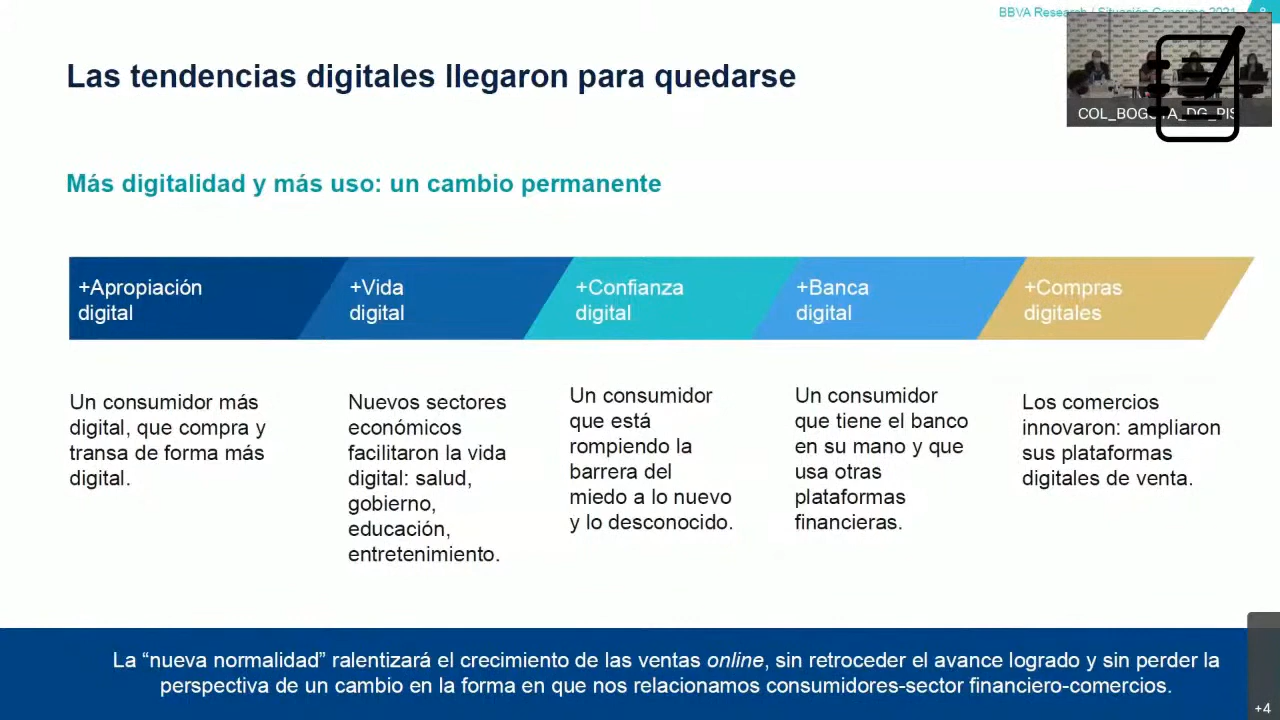 BBVA Research / Situación Consumo 2021 8
Las tendencias digitales llegaron para quedarse
COL_BOGOTA_DG_PIS
Más digitalidad y más uso: un cambio permanente
+Apropiación
digital
+Vida
digital
+Confianza
digital
+Banca
digital
+Compras
digitales
Un consumidor más
digital, que compra y
transa de forma más
digital.
Nuevos sectores
económicos
facilitaron la vida
digital: salud,
gobierno,
educación,
entretenimiento.
Un consumidor
que está
rompiendo la
barrera del
miedo a lo nuevo
y lo desconocido.
Un consumidor
que tiene el banco
en su mano y que
usa otras
plataformas
financieras.
Los comercios
innovaron: ampliaron
sus plataformas
digitales de venta.
La “nueva normalidad” ralentizará el crecimiento de las ventas online, sin retroceder el avance logrado y sin perder la
perspectiva de un cambio en la forma en que nos relacionamos consumidores-sector financiero-comercios.
+4